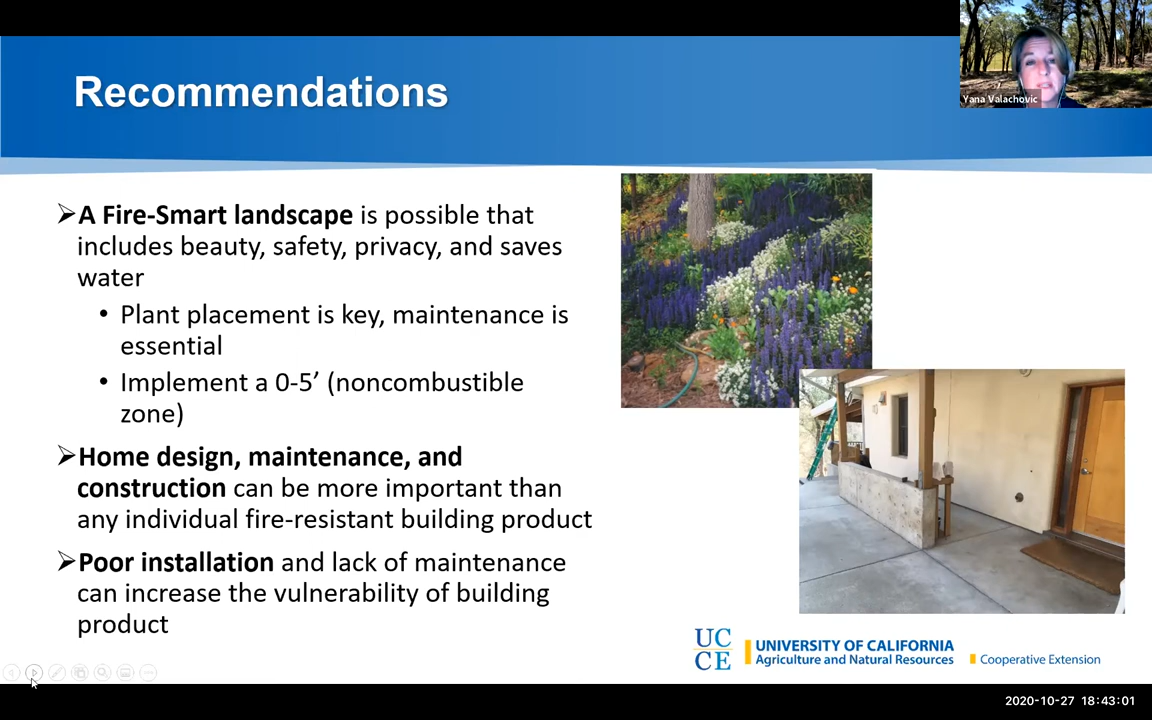 Recommendations
Yana Valachovic
➢A Fire-Smart landscape is possible that
includes beauty, safety, privacy, and saves
water
• Plant placement is key, maintenance is
essential
• Implement a 0-5’ (noncombustible
zone)
➢Home design, maintenance, and
construction can be more important than
any individual fire-resistant building product
➢Poor installation and lack of maintenance
can increase the vulnerability of building
product
UC
CE
UNIVERSITY OF CALIFORNIA
Agriculture and Natural Resources
Cooperative Extension
2020-10-27 18:43:01